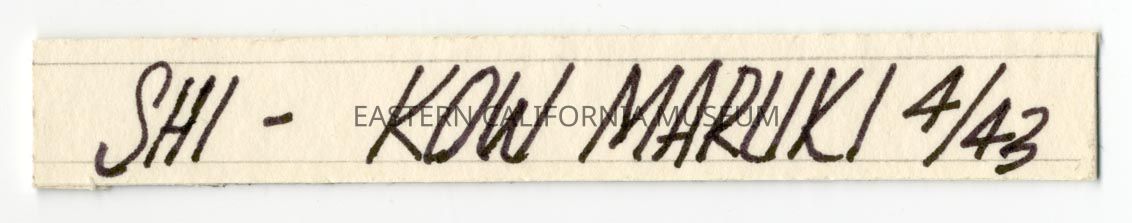 SHI - KOW MARUKI 4/43
EASTERN CALIFORNIA MUSEUM